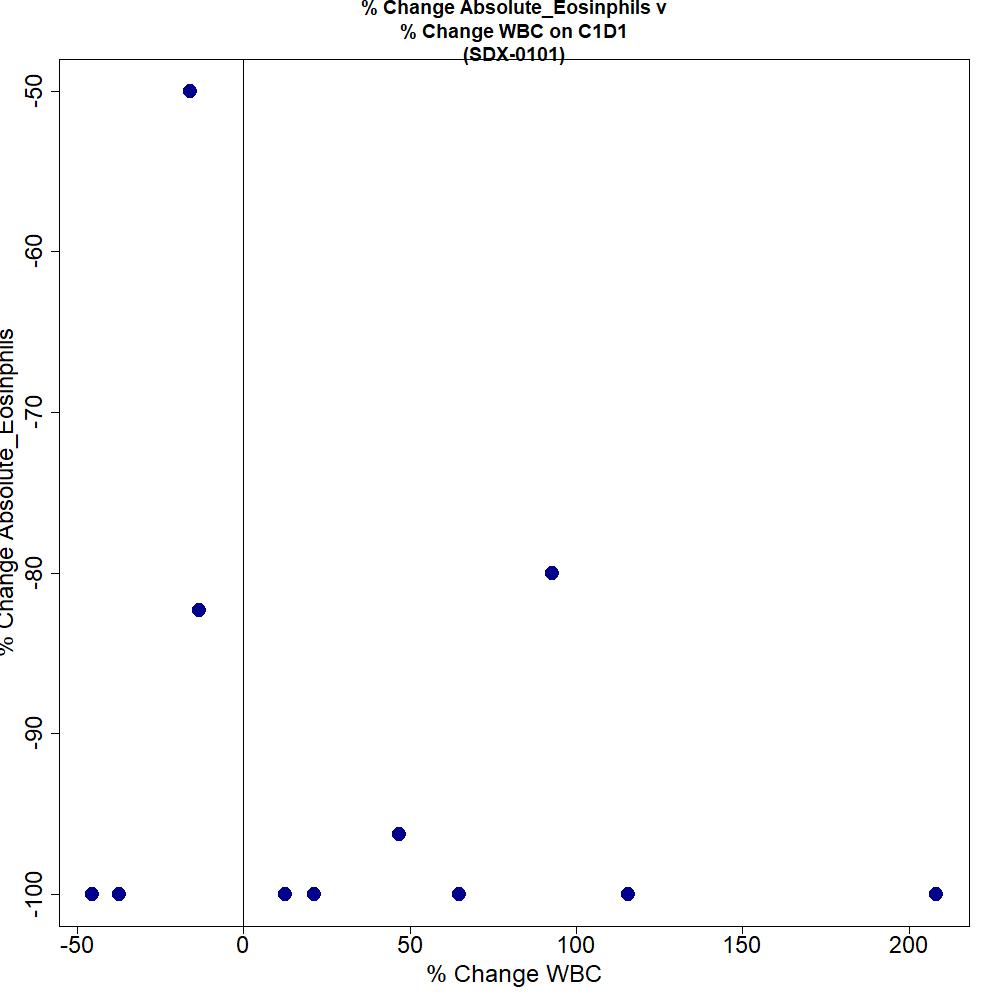 % Change Absolute_Eosinphils v
% Change WBC on C1D1
(SDX-0101)
% Change Absolute_Eosinphils
-50
-60
-70
-80
-90
-100
-50
0
50
100
150
200
% Change WBC